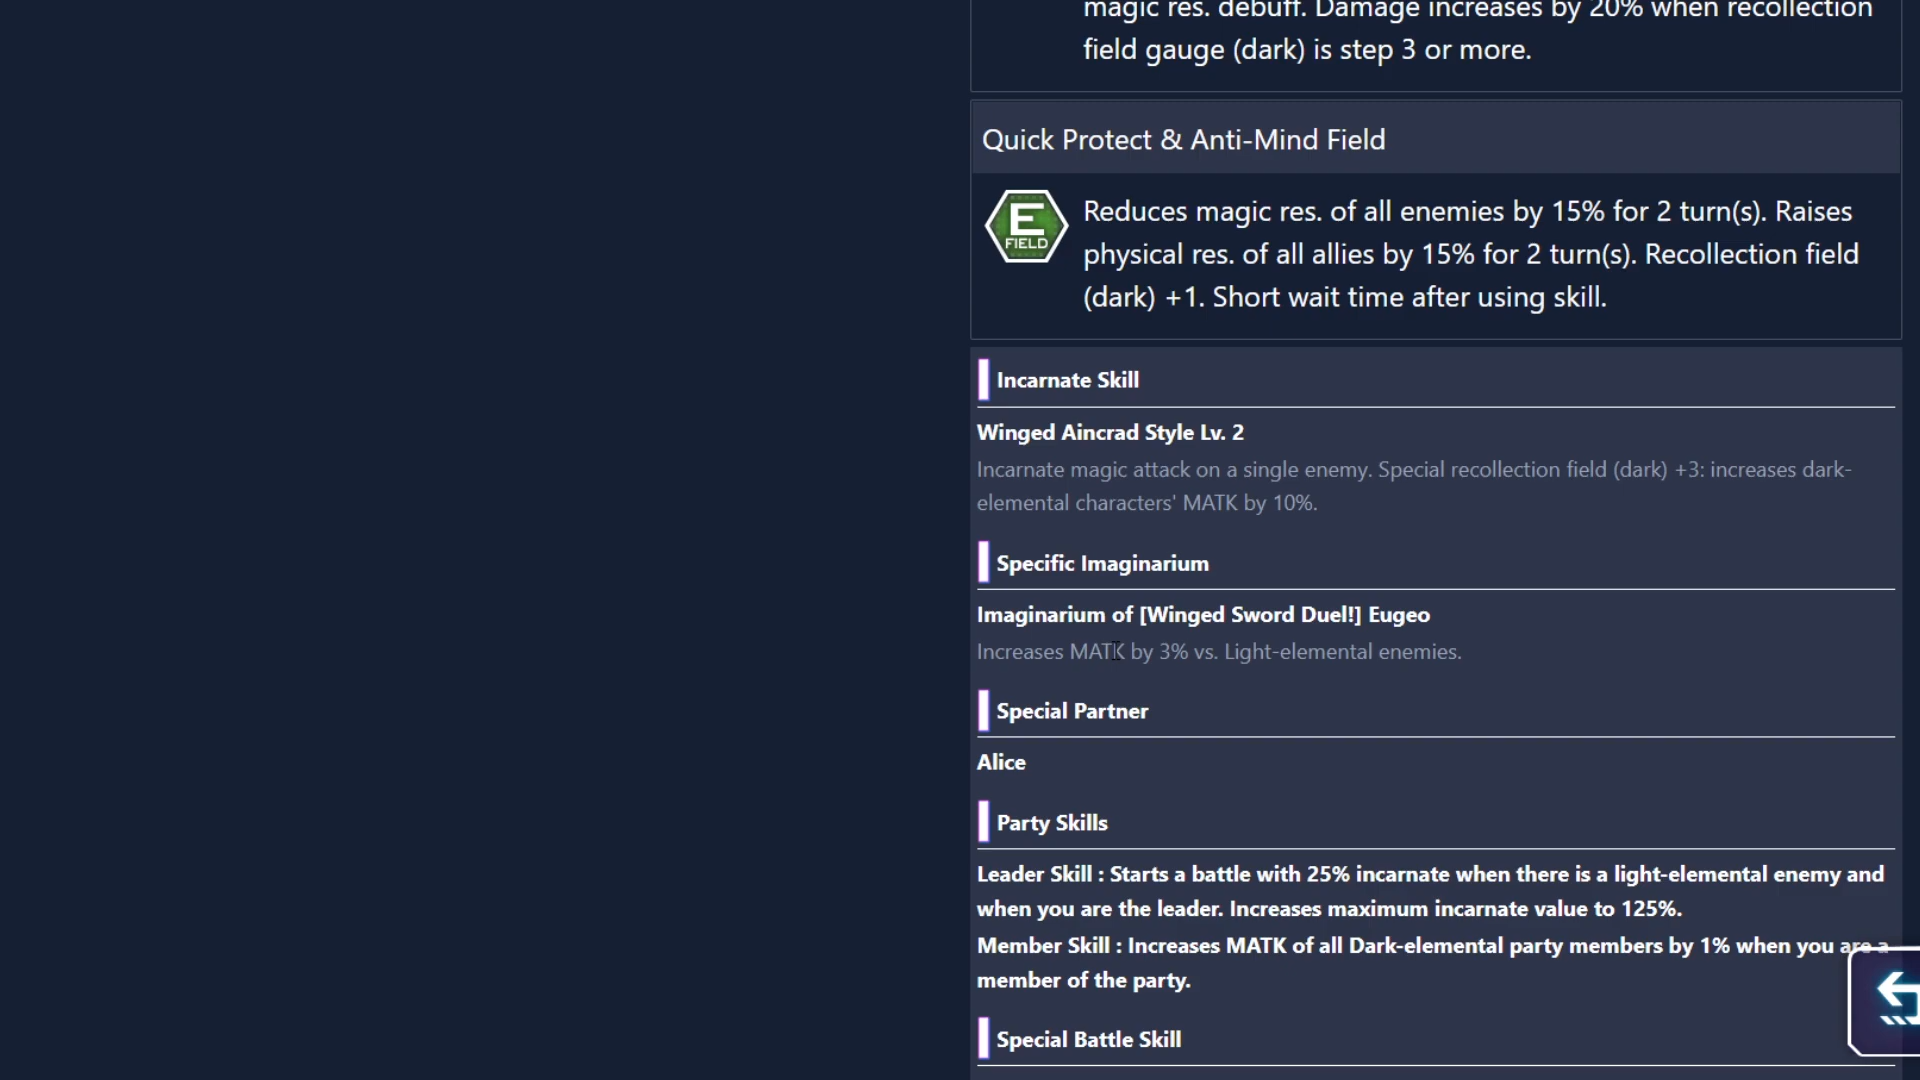 magic res. debuff. Damage increases by 20% when recollection
field gauge (dark) is step 3 or more.
Quick Protect & Anti-Mind Field
E
FIELD
Reduces magic res. of all enemies by 15% for 2 turn(s). Raises
physical res. of all allies by 15% for 2 turn(s). Recollection field
(dark) +1. Short wait time after using skill.
Incarnate Skill
Winged Aincrad Style Lv. 2
Incarnate magic attack on a single enemy. Special recollection field (dark) +3: increases dark-
elemental characters' MATK by 10%.
Specific Imaginarium
Imaginarium of [Winged Sword Duel!] Eugeo
Increases MATK by 3% vs. Light-elemental enemies.
Special Partner
Alice
Party Skills
Leader Skill : Starts a battle with 25% incarnate when there is a light-elemental enemy and
when you are the leader. Increases maximum incarnate value to 125%.
Member Skill : Increases MATK of all Dark-elemental party members by 1% when you are a
member of the party.
Special Battle Skill